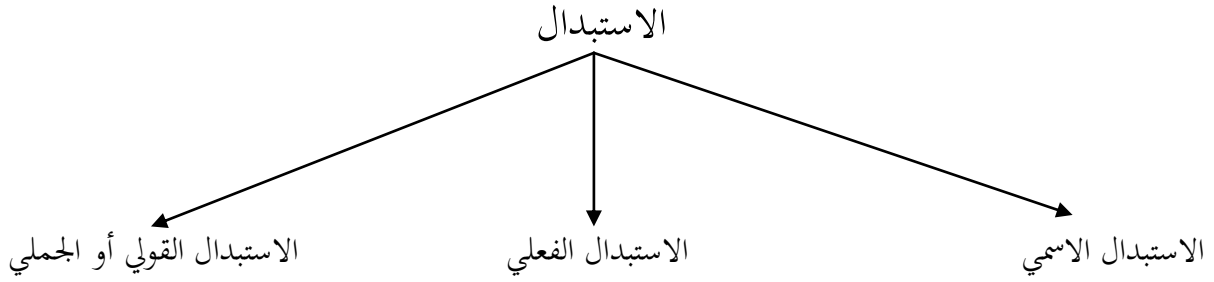 الاستبدال
الاستبدال الاسمي
الاستبدال الفعلي
الاستبدال القولي أو الجملي